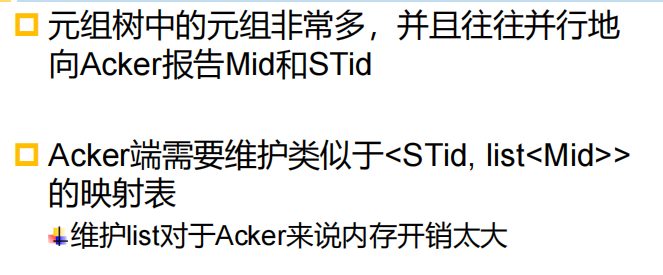 元组树中的元组非常多，并且往往并行地
向Acker报告Mid和STid
Acker端需要维护类似于<STid, list<Mid>>
的映射表
维护list对于Acker来说内存开销太大